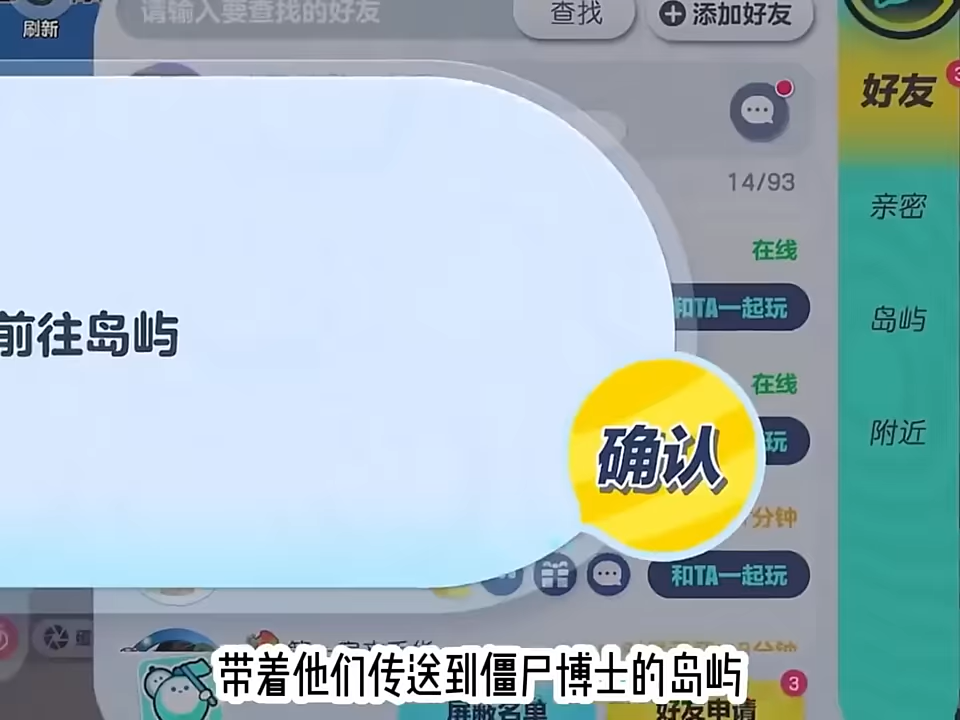 刷新
请输入要查找的好友
查找
添加好友
好友
3
14/93
亲密
在线
岛屿
和TA一起玩
前往岛屿
在线
附近
玩
确认
分钟
和TA一起玩
带着他们传送到僵尸博士的岛屿
3
屏蔽名单
好友申请